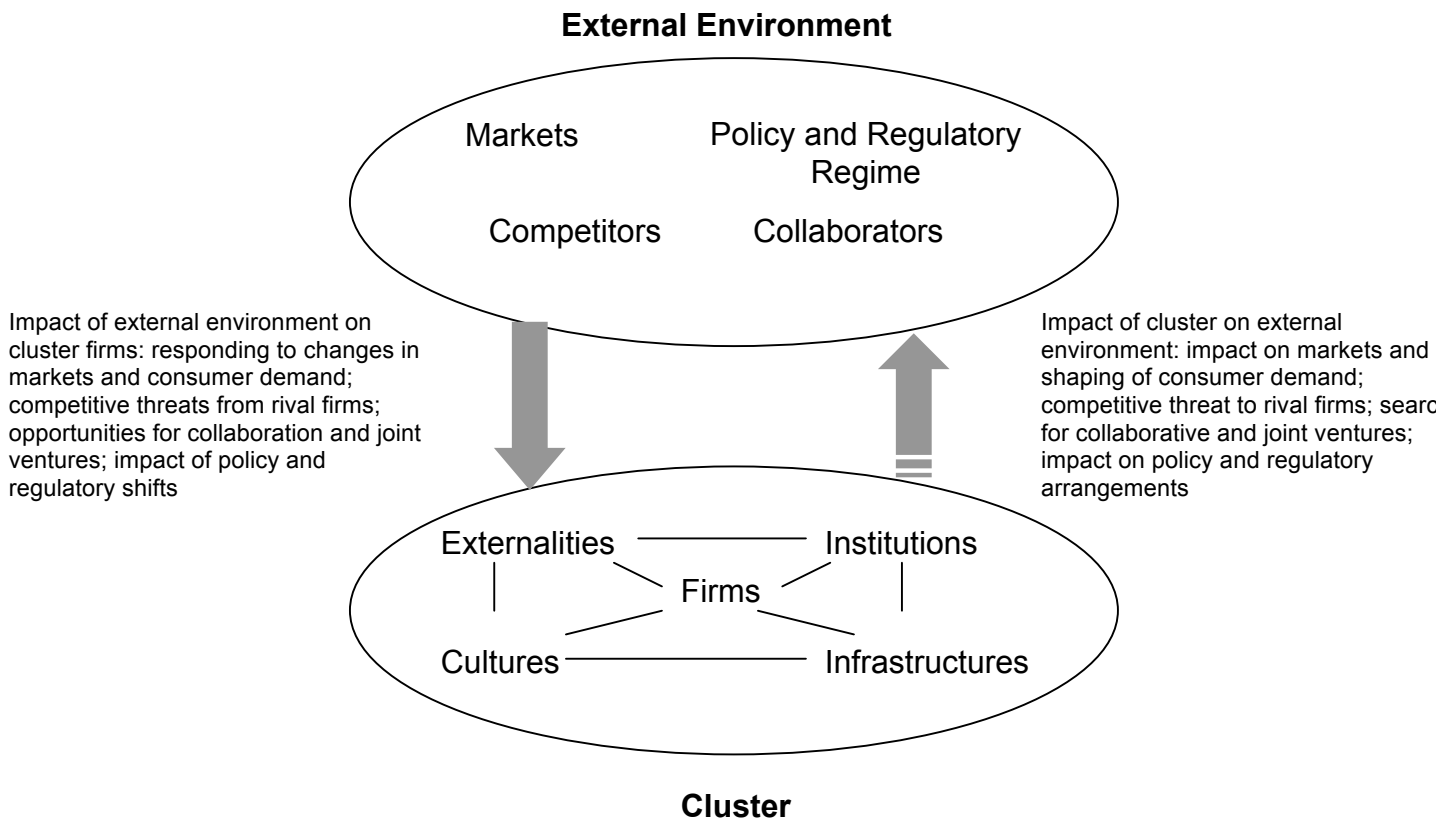 External Environment
Markets
Policy and Regulatory
Regime
Competitors
Collaborators
Impact of external environment on
cluster firms: responding to changes in
markets and consumer demand;
competitive threats from rival firms;
opportunities for collaboration and joint
ventures; impact of policy and
regulatory shifts
Impact of cluster on external
environment: impact on markets and
shaping of consumer demand;
competitive threat to rival firms; searc
for collaborative and joint ventures;
impact on policy and regulatory
arrangements
Externalities
Institutions
Firms
Cultures
Infrastructures
Cluster